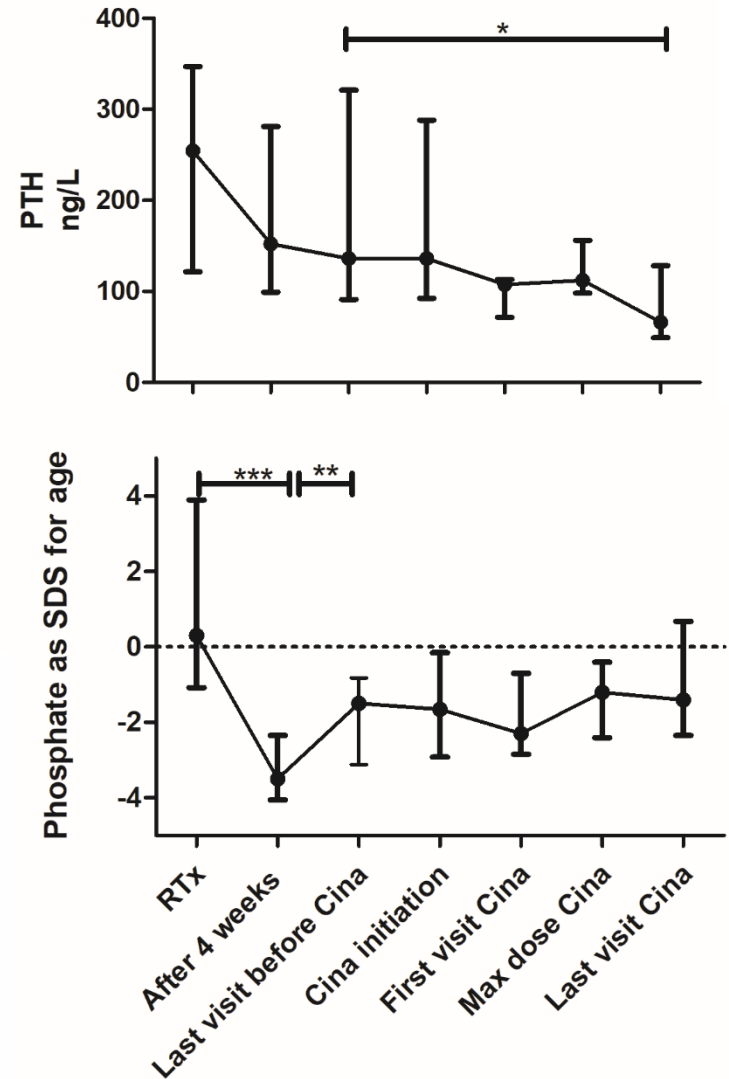 400
300
200
100
0
PTH
ng/L
*
4
2
0
-2
-4
Phosphate as SDS for age
***
**
RTx
After 4 weeks
Last visit before Cina
Cina initiation
First visit Cina
Max dose Cina
Last visit Cina